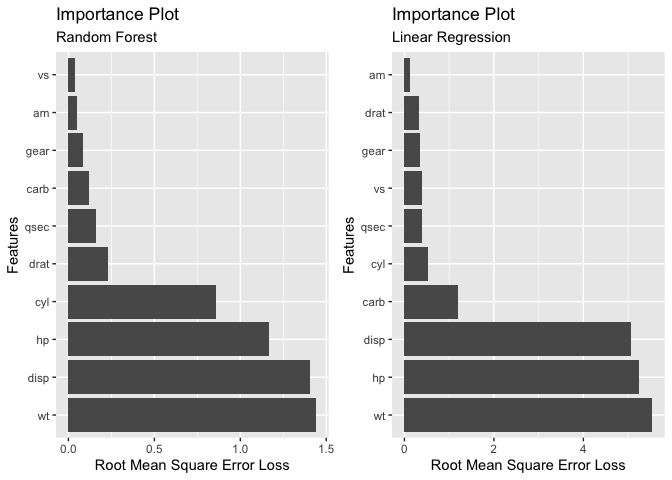 Importance Plot
Random Forest
vs
am
gear
carb
qsec
drat
cyl
hp
disp
wt
Features
0.0 0.5 1.0 1.5
Root Mean Square Error Loss
Importance Plot
Linear Regression
am
drat
gear
vs
qsec
cyl
carb
disp
hp
wt
Features
0 2 4
Root Mean Square Error Loss